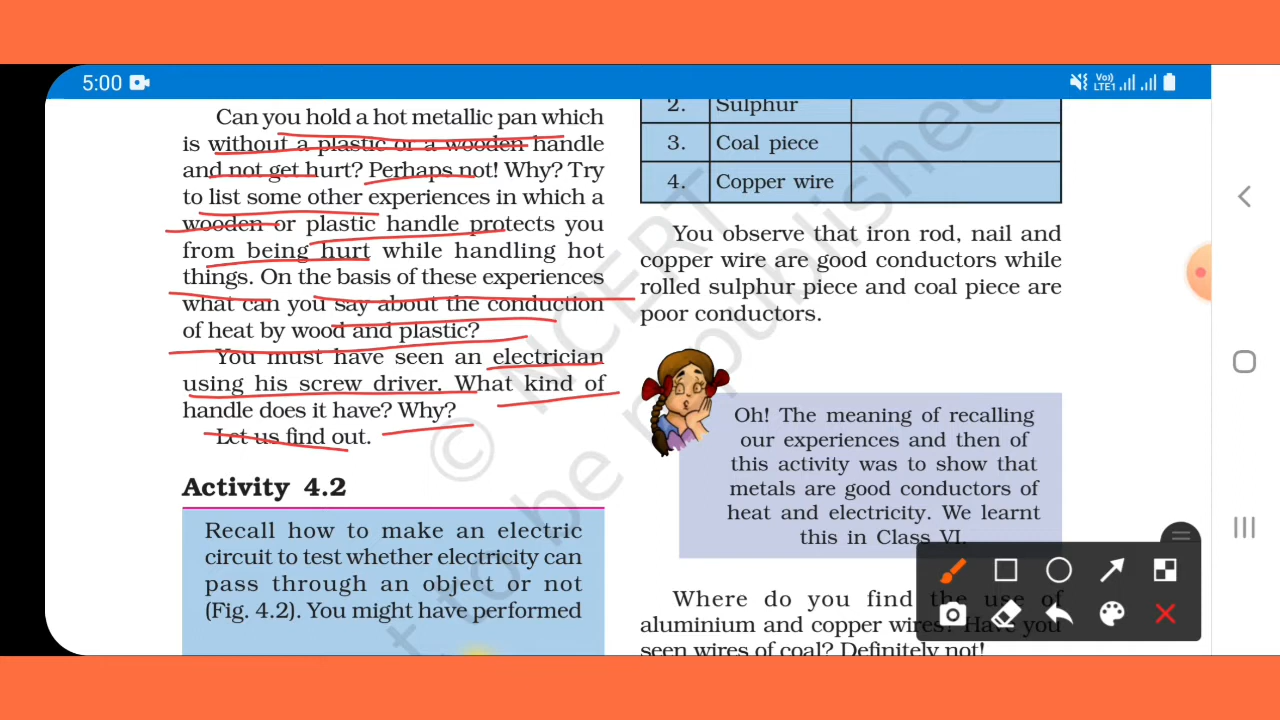 5:00
Vo)
LTE1
Can you hold a hot metallic pan which
is without a plastic or a wooden handle
and not get hurt? Perhaps not! Why? Try
to list some other experiences in which a
wooden or plastic handle protects you
from being hurt while handling hot
things. On the basis of these experiences
what can you say about the conduction
of heat by wood and plastic?
You must have seen an electrician
using his screw driver. What kind of
handle does it have? Why?
Let us find out.
Activity 4.2
Recall how to make an electric
circuit to test whether electricity can
pass through an object or not
(Fig. 4.2). You might have performed
2. Sulphur
3. Coal piece
4. Copper wire
You observe that iron rod, nail and
copper wire are good conductors while
rolled sulphur piece and coal piece are
poor conductors.
Oh! The meaning of recalling
our experiences and then of
this activity was to show that
metals are good conductors of
heat and electricity. We learnt
this in Class VI.
Where do you find the use of
aluminium and copper wires? Have you
seen wires of coal? Definitely not!
© NCERT
t to be republished